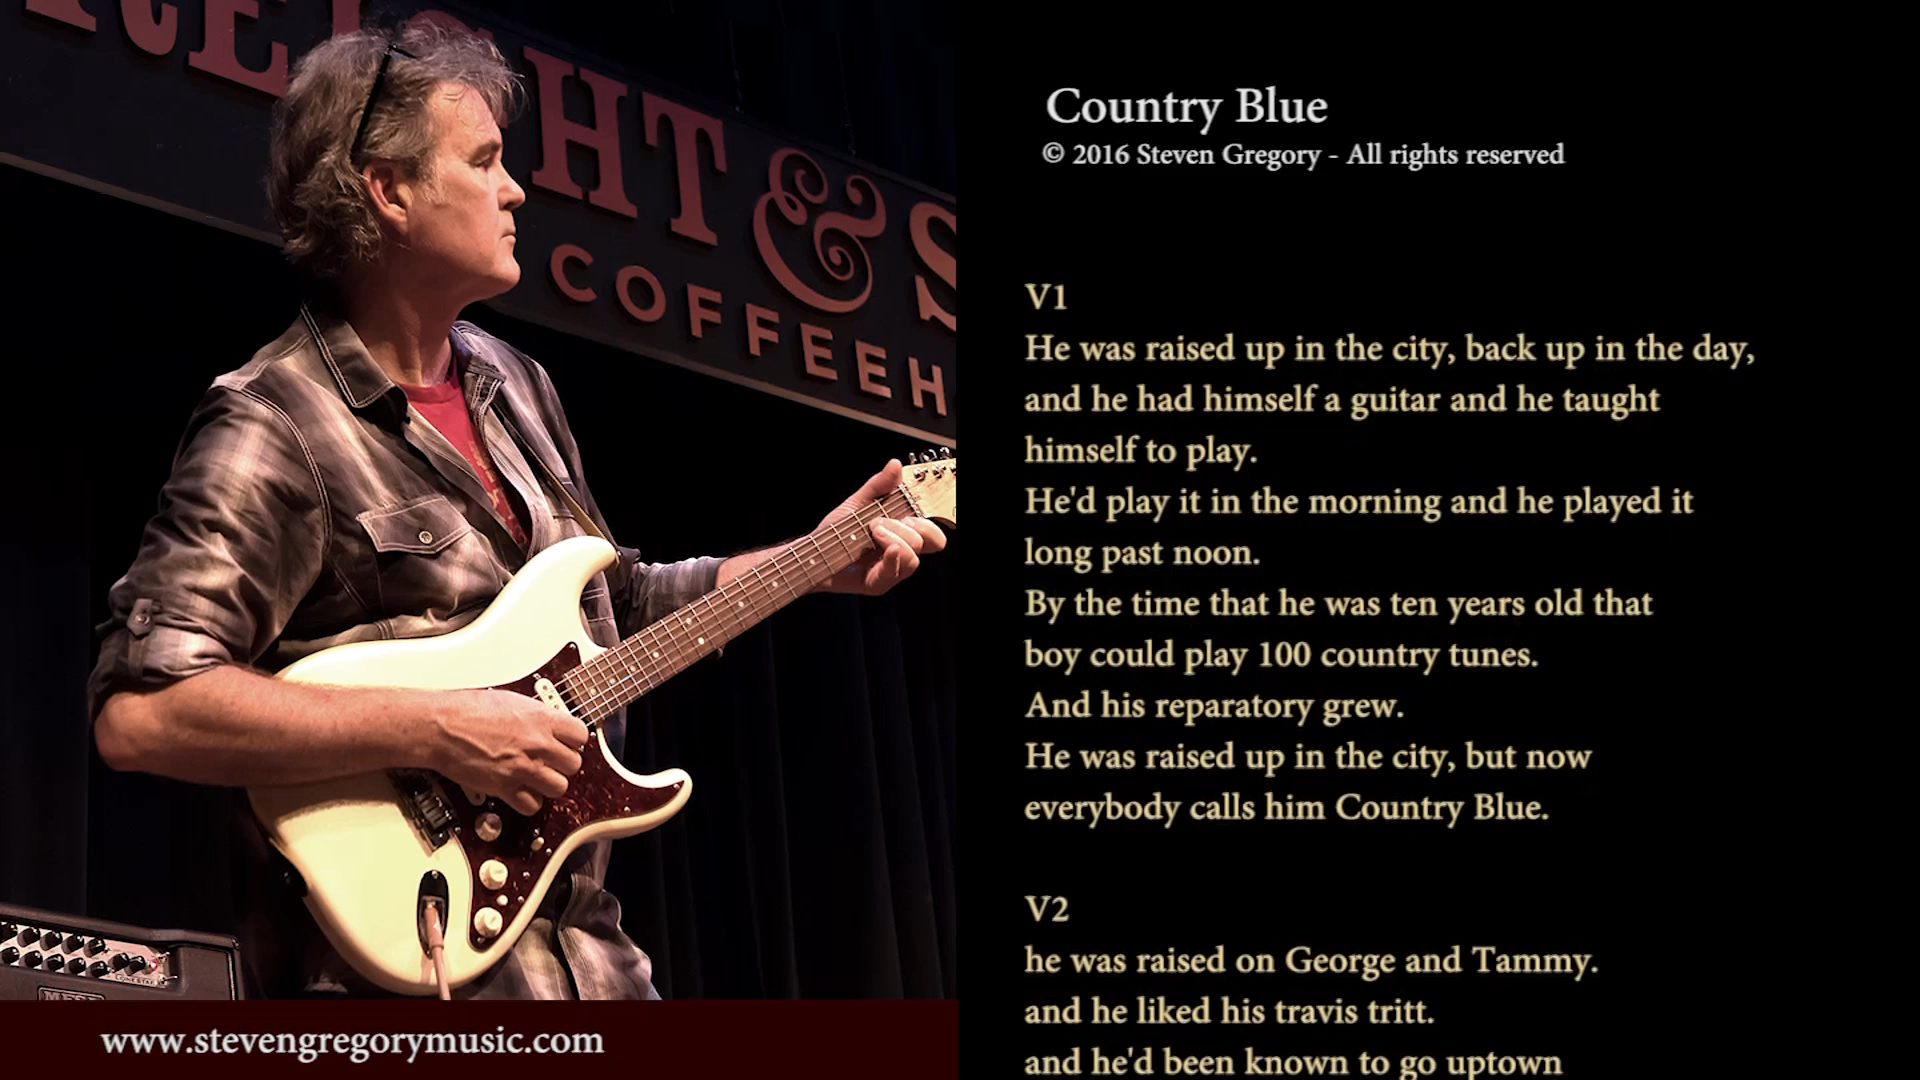 HT &
COFFEEH
Country Blue
© 2016 Steven Gregory - All rights reserved
V1
He was raised up in the city, back up in the day,
and he had himself a guitar and he taught
himself to play.
He'd play it in the morning and he played it
long past noon.
By the time that he was ten years old that
boy could play 100 country tunes.
And his reparatory grew.
He was raised up in the city, but now
everybody calls him Country Blue.
V2
he was raised on George and Tammy.
and he liked his travis tritt.
and he'd been known to go uptown
www.stevengregorymusic.com